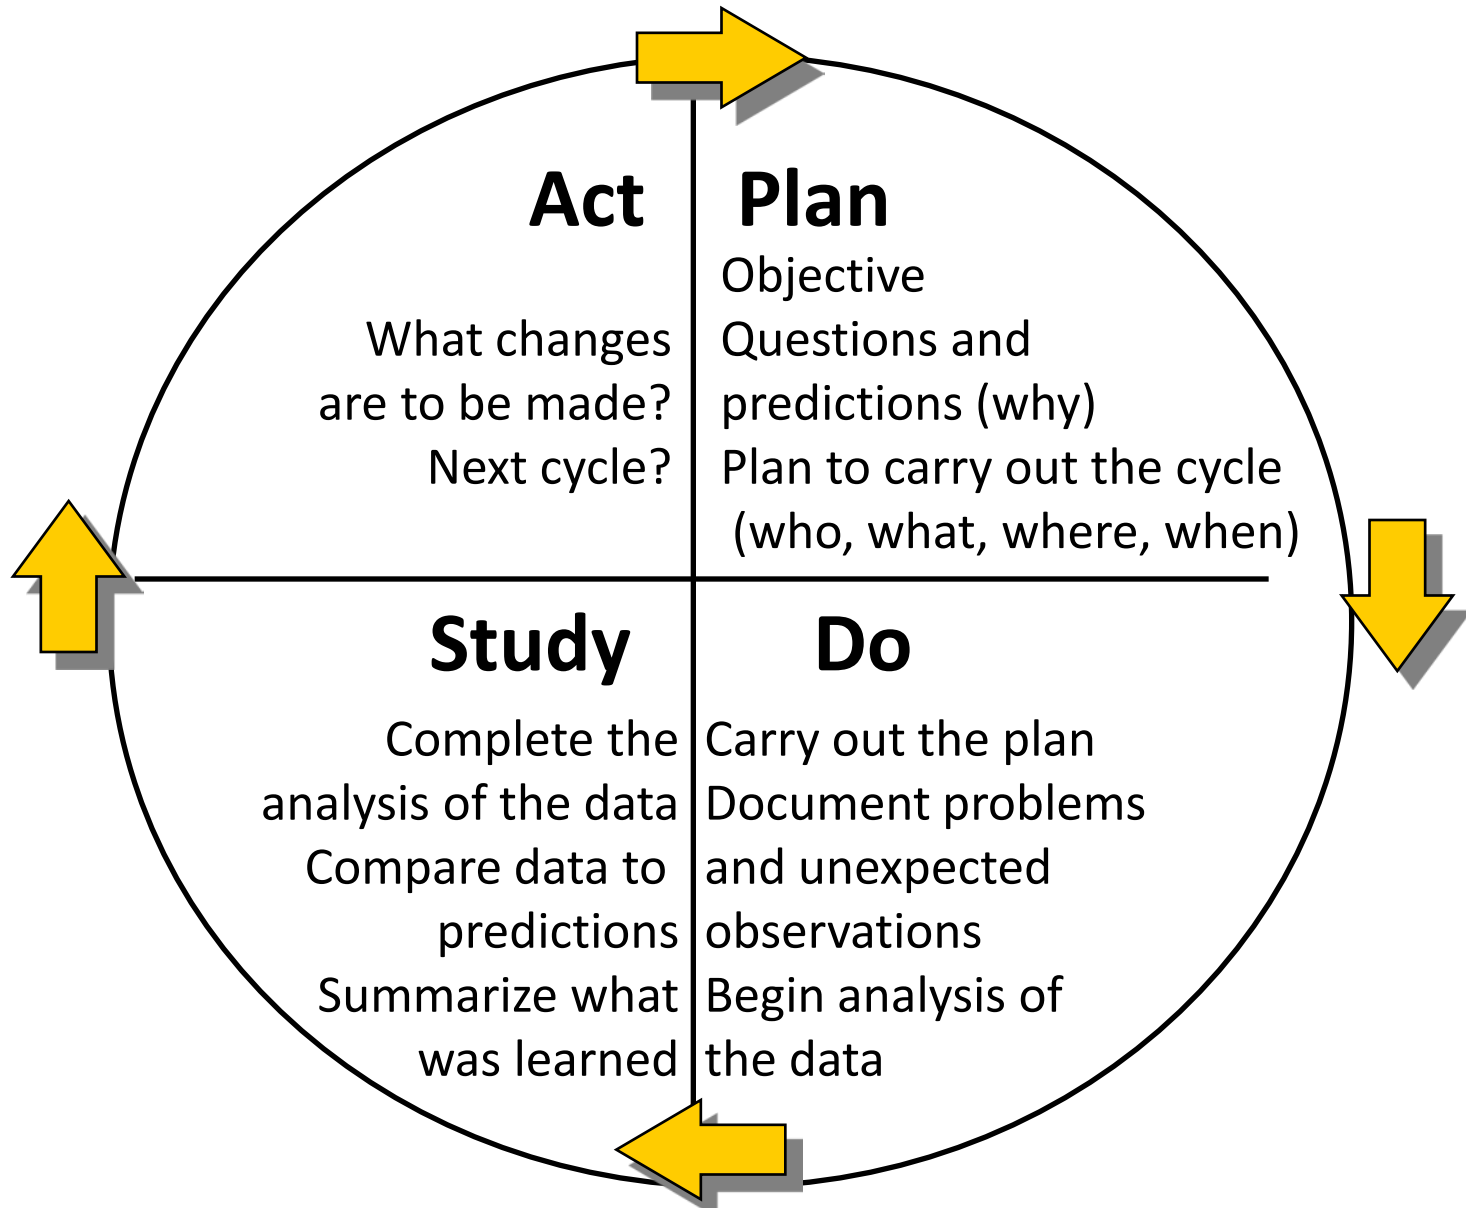 Act
What changes
are to be made?
Next cycle?
Plan
Objective
Questions and
predictions (why)
Plan to carry out the cycle
(who, what, where, when)
Study
Complete the
analysis of the data
Compare data to
predictions
Summarize what
was learned
Do
Carry out the plan
Document problems
and unexpected
observations
Begin analysis of
the data